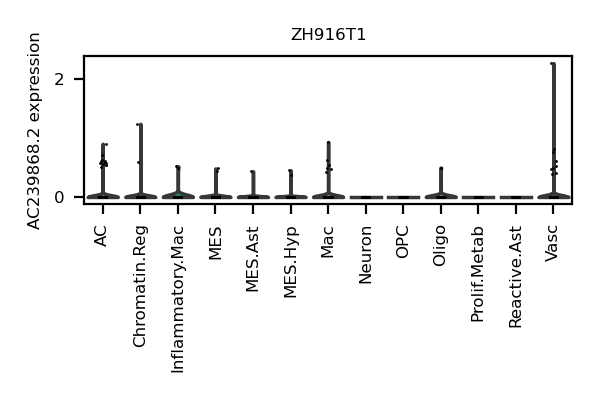 ZH916T1
AC239868.2 expression
2
0
AC
Chromatin.Reg
Inflammatory.Mac
MES
MES.Ast
MES.Hyp
Mac
Neuron
OPC
Oligo
Prolif.Metab
Reactive.Ast
Vasc